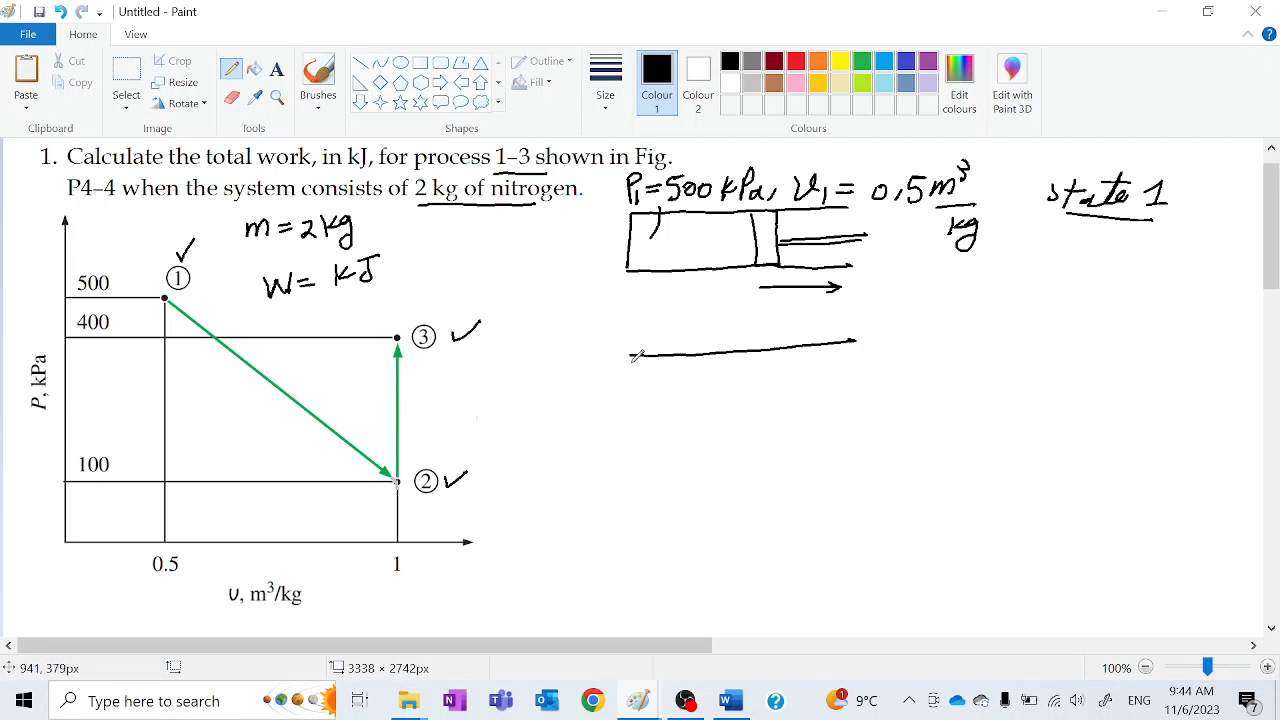 Untitled - Paint
File Home View
Paste
Cut
Copy
Clipboard
Select
Crop
Resize
Rotate
Image
A
Tools
Brushes
Outline
Fill
Shapes
Size
Colour 1
Colour 2
Edit colours
Colours
Edit with Paint 3D
1. Calculate the total work, in kJ, for process 1–3 shown in Fig.
P4–4 when the system consists of 2 kg of nitrogen.
m = 2 kg
W = kJ
P1 = 500 kPa, v1 = 0,5 m³/kg
state 1
1
500
400
3
P, kPa
100
2
0.5
1
υ, m³/kg
941, 379px
3338 × 2742px
100%
Type here to search
1
9°C
ENG
9:44 AM
11/6/2023
7